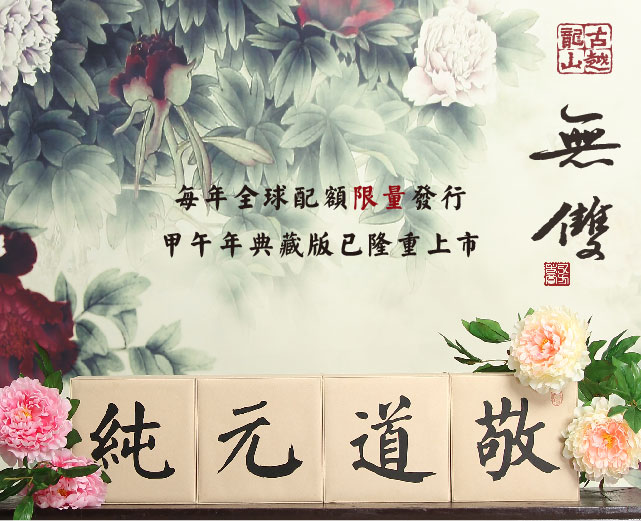 古越
龍山
無雙
每年全球配額限量發行
甲午年典藏版已隆重上市
純元道敬